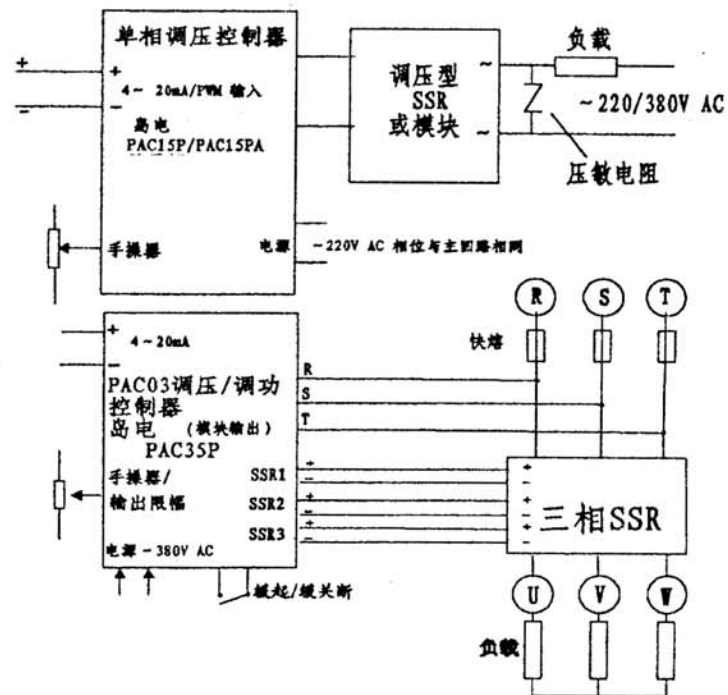 单相调压控制器
+
+
4~ 20mA/PWM 输入
-
-
岛电
PAC15P/PAC15PA
手操器
电源
~220V AC 相位与主回路相同
调压型
SSR
或模块
~
~
负载
~220/380V AC
压敏电阻
+
4~20mA
-
PAC03调压/调功
控制器
岛电 (模块输出)
PAC35P
手操器/
输出限幅
电源~380V AC
R
S
T
SSR1
SSR2
SSR3
+
-
+
-
+
-
缓起/缓关断
R
S
T
快熔
+
-
+
-
+
-
三相SSR
U
V
W
负载